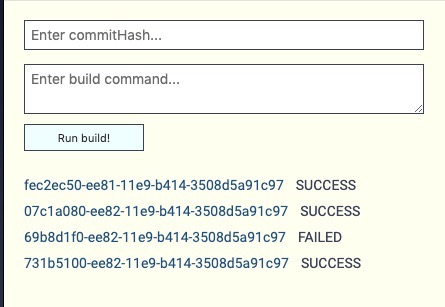 Enter commitHash...
Enter build command...
Run build!
fec2ec50-ee81-11e9-b414-3508d5a91c97 SUCCESS
07c1a080-ee82-11e9-b414-3508d5a91c97 SUCCESS
69b8d1f0-ee82-11e9-b414-3508d5a91c97 FAILED
731b5100-ee82-11e9-b414-3508d5a91c97 SUCCESS